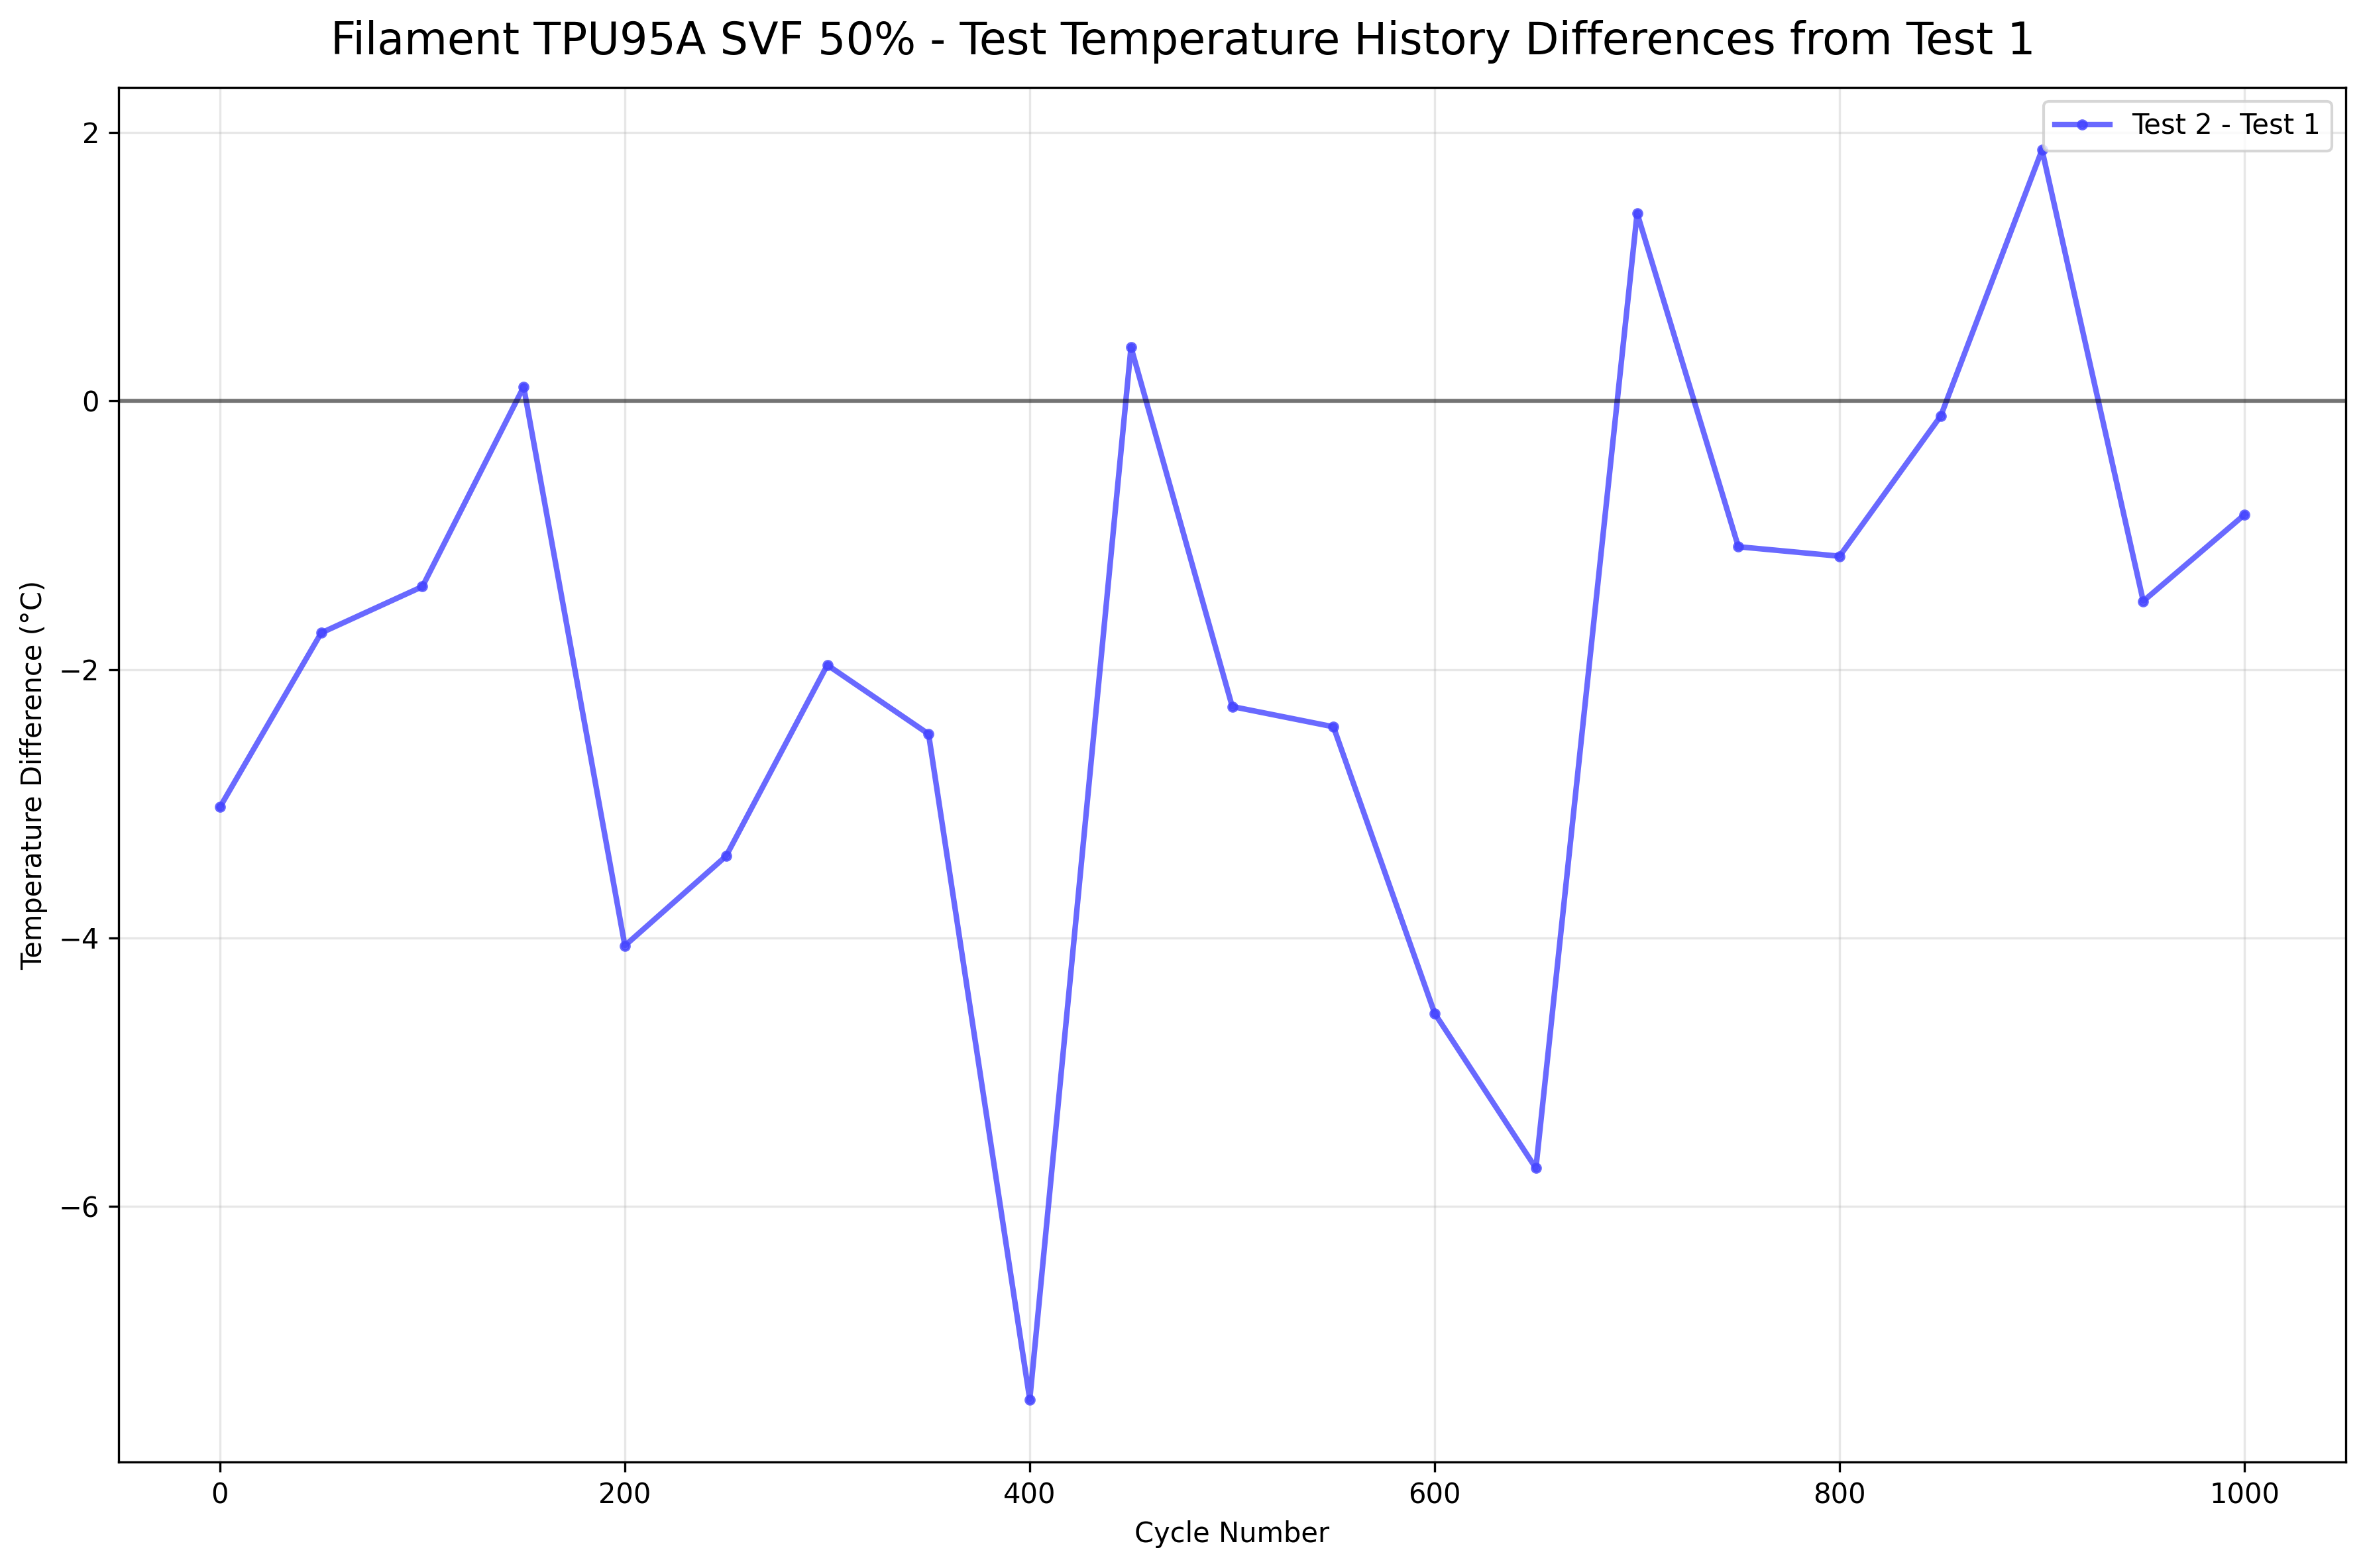 Filament TPU95A SVF 50% - Test Temperature History Differences from Test 1
Test 2 - Test 1
2
0
−2
−4
−6
Temperature Difference (°C)
0 200 400 600 800 1000
Cycle Number